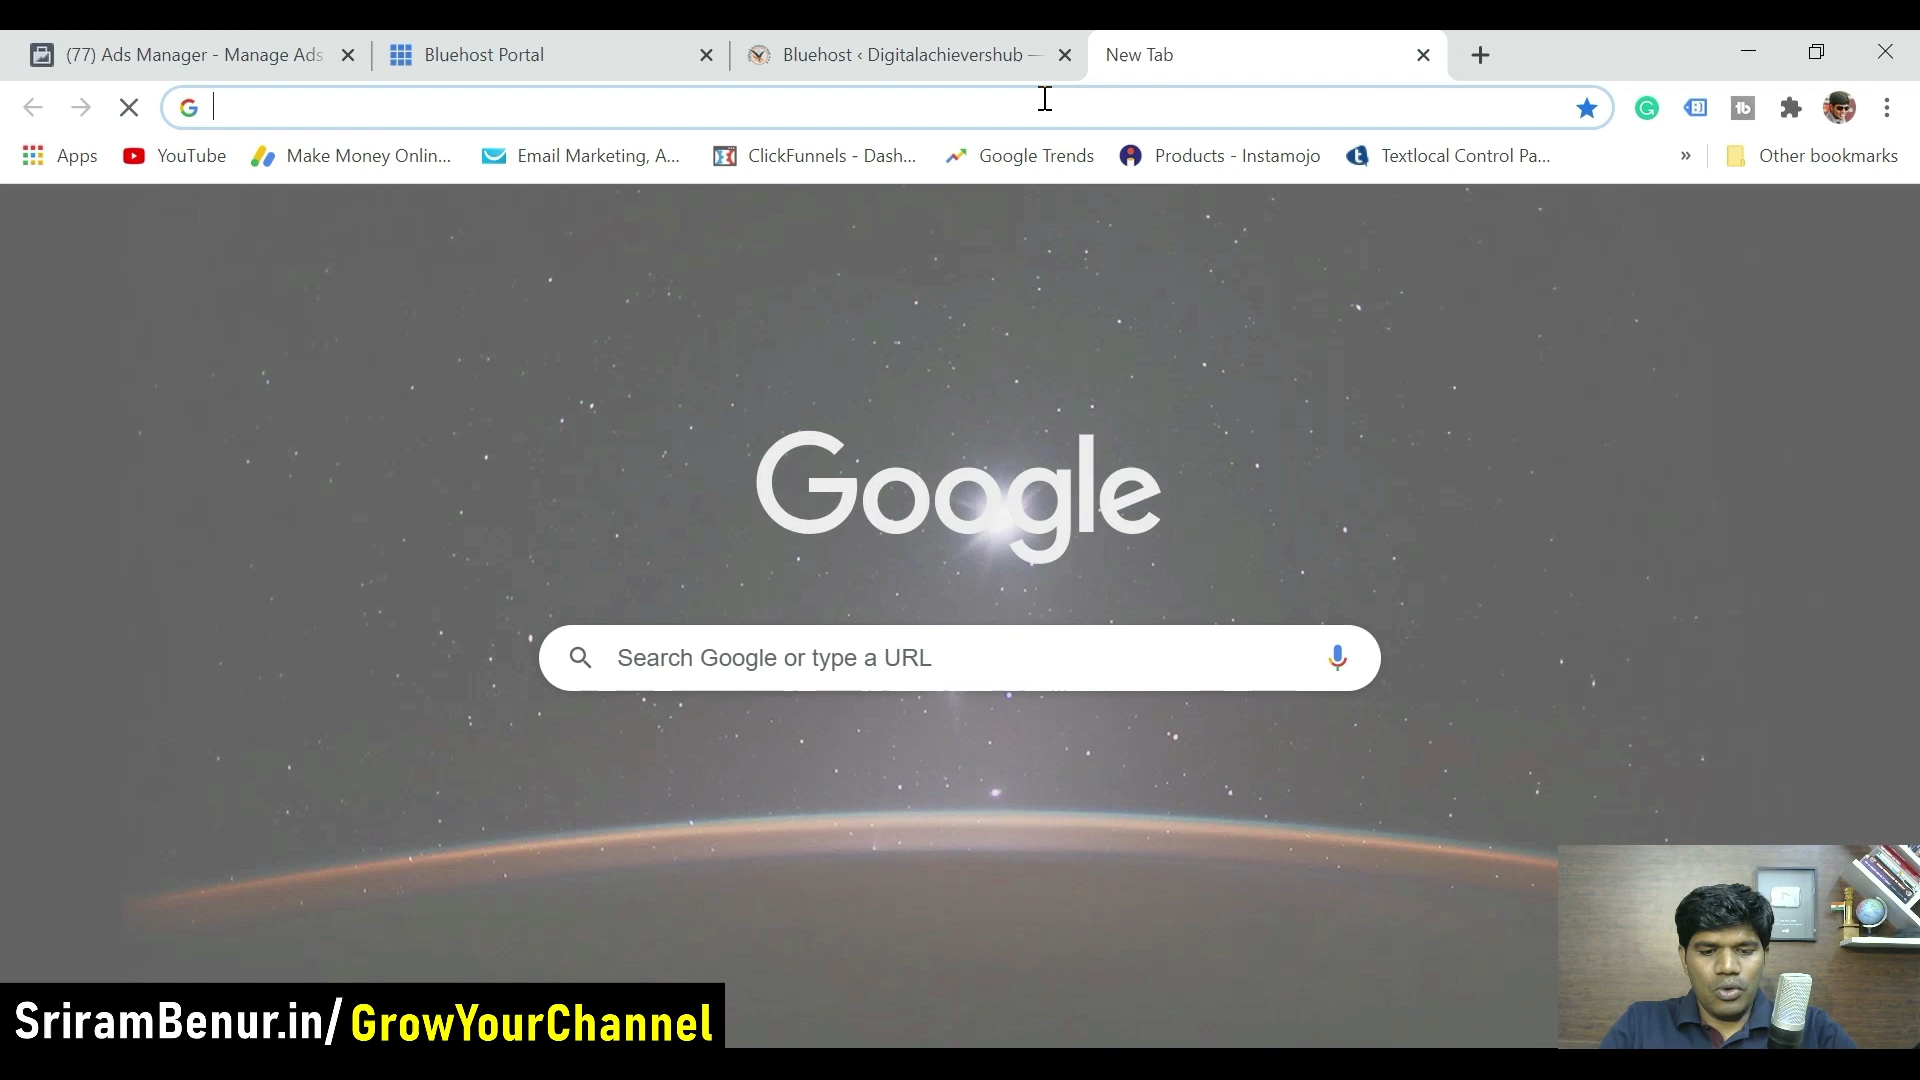 (77) Ads Manager - Manage Ads
Bluehost Portal
Bluehost ‹ Digitalachievershub —
New Tab
Apps
YouTube
Make Money Onlin...
Email Marketing, A...
ClickFunnels - Dash...
Google Trends
Products - Instamojo
Textlocal Control Pa...
»
Other bookmarks
Google
Search Google or type a URL
SriramBenur.in/GrowYourChannel